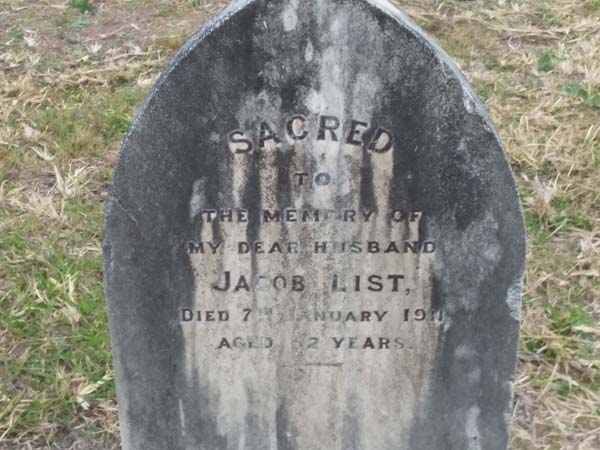 SACRED
TO
THE MEMORY OF
MY DEAR HUSBAND
JACOB LIST,
DIED 7TH JANUARY 1911
AGED YEARS.